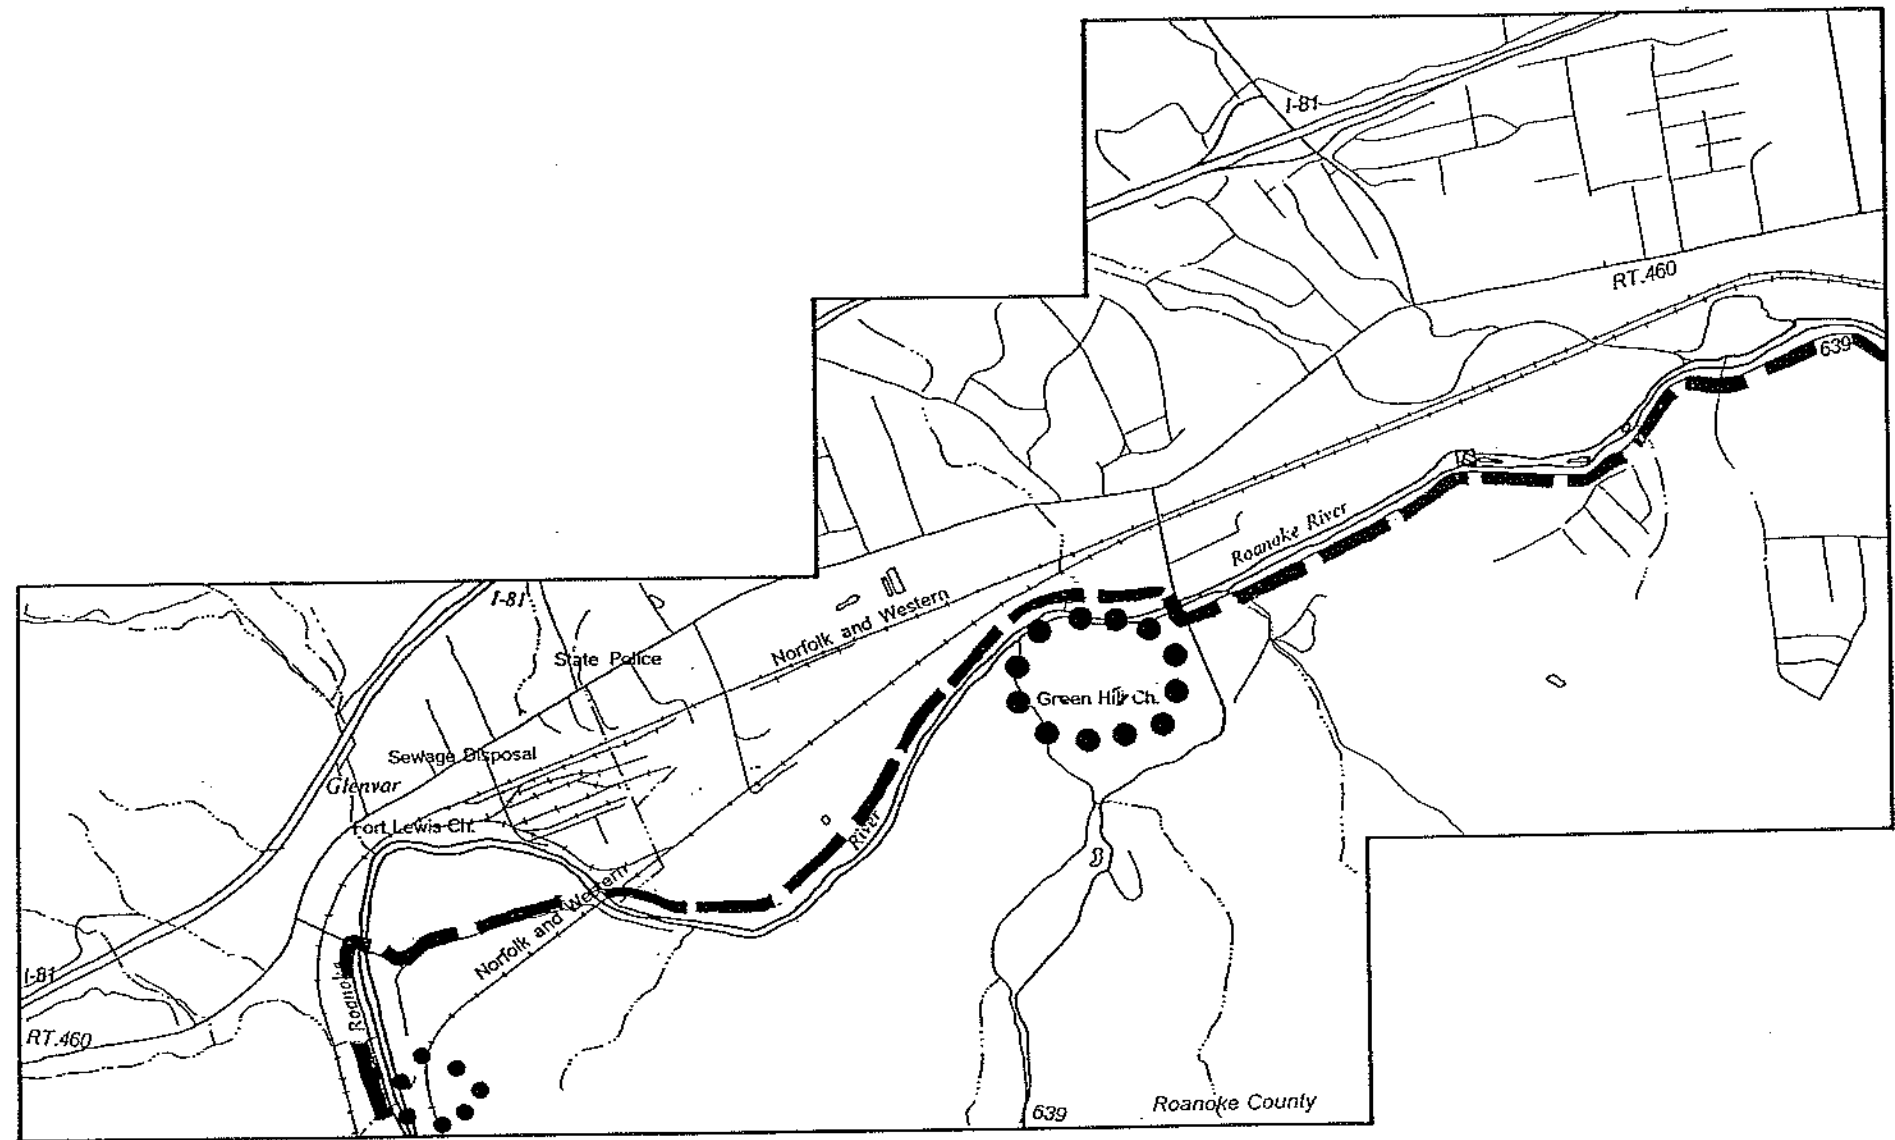 I-81
RT.460
639
Roanoke River
I-81
State Police
Norfolk and Western
Green Hill Ch.
Sewage Disposal
Glenvar
Fort Lewis Ch.
River
Norfolk and Western
I-81
Roanoke
RT.460
639
Roanoke County